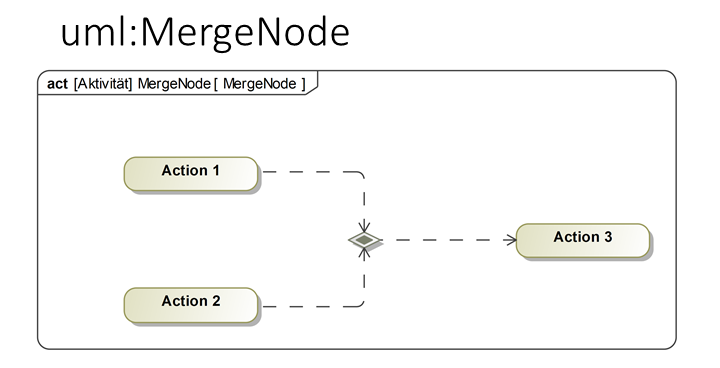 uml:MergeNode
act [Aktivität] MergeNode [ MergeNode ]
Action 1
Action 3
Action 2